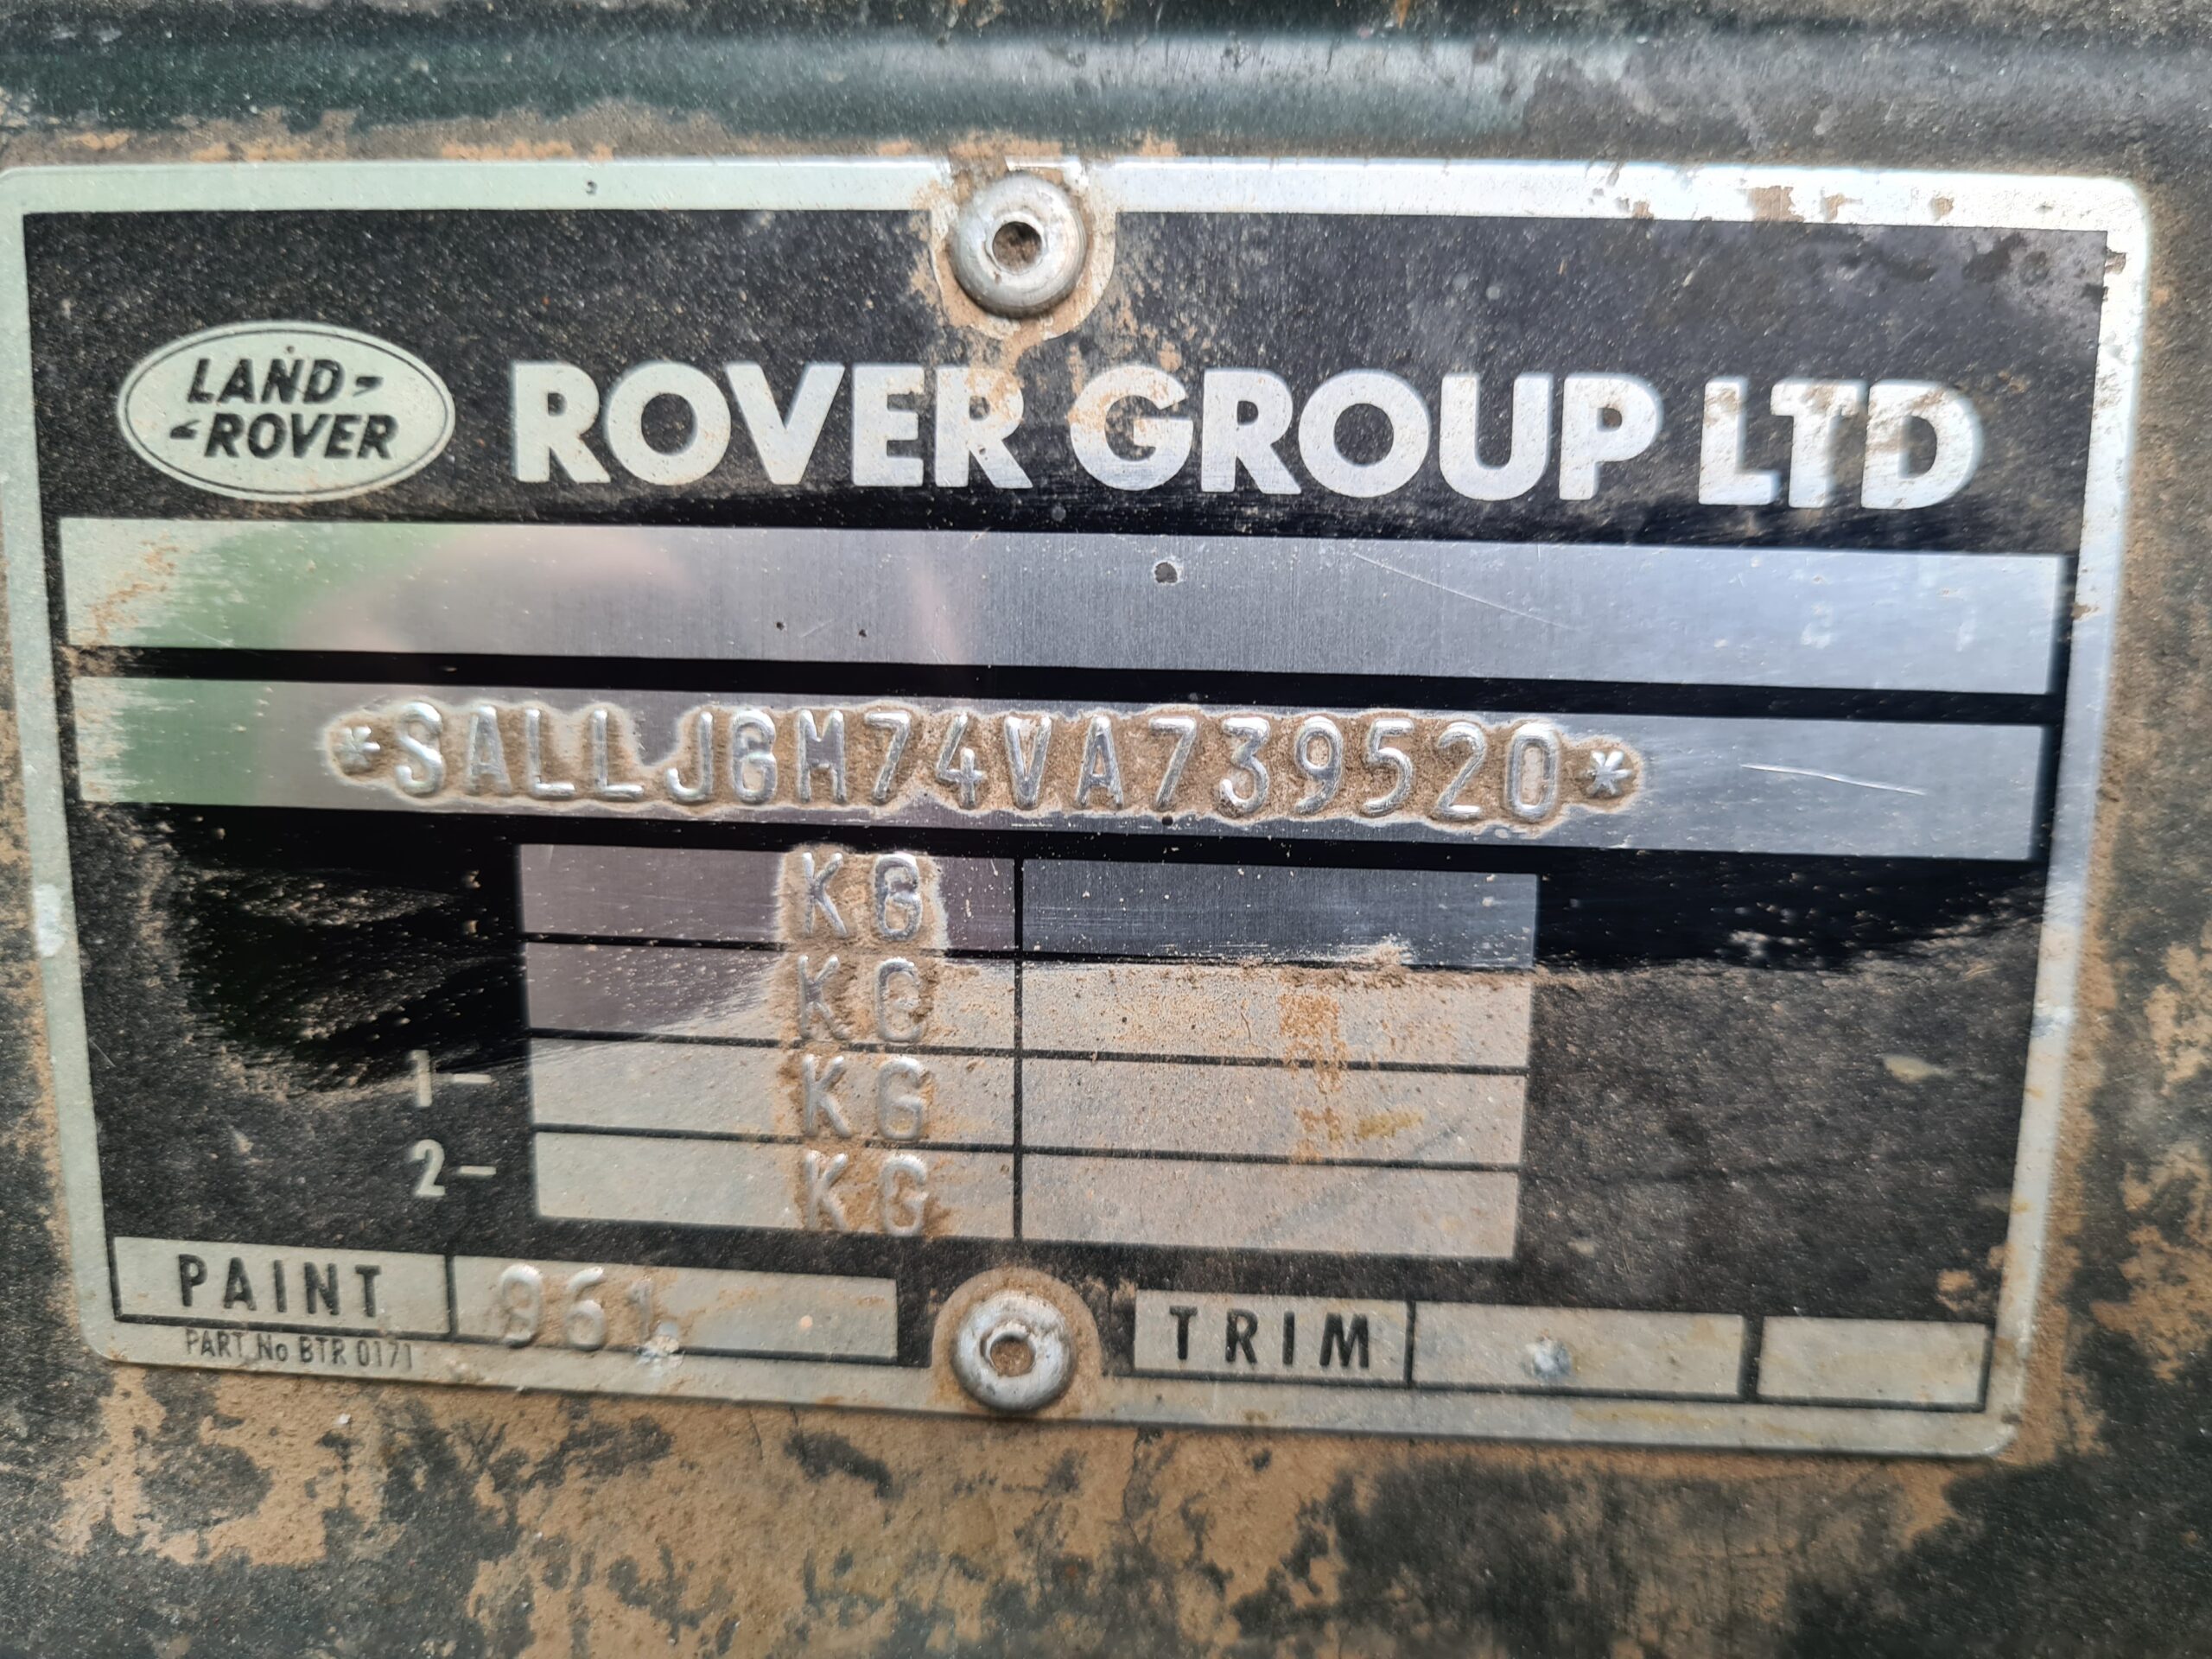 LAND-
-ROVER
ROVER GROUP LTD
*SALLJGM74VA739520*
KG
KG
1- KG
2- KG
PAINT 961 TRIM
PART No BTR 0171